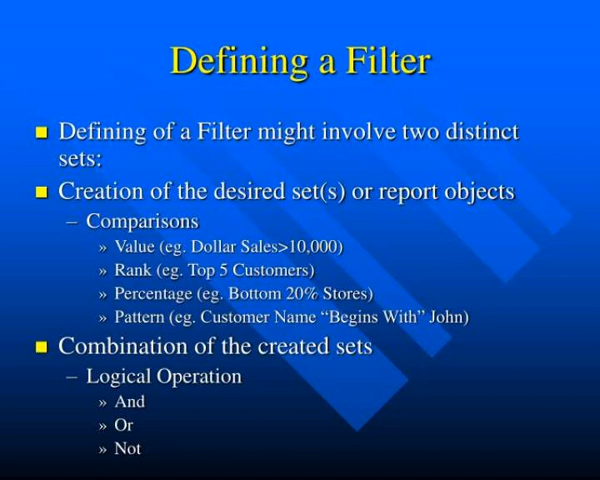 Defining a Filter
Defining of a Filter might involve two distinct
sets:
Creation of the desired set(s) or report objects
– Comparisons
» Value (eg. Dollar Sales>10,000)
» Rank (eg. Top 5 Customers)
» Percentage (eg. Bottom 20% Stores)
» Pattern (eg. Customer Name “Begins With” John)
Combination of the created sets
– Logical Operation
» And
» Or
» Not